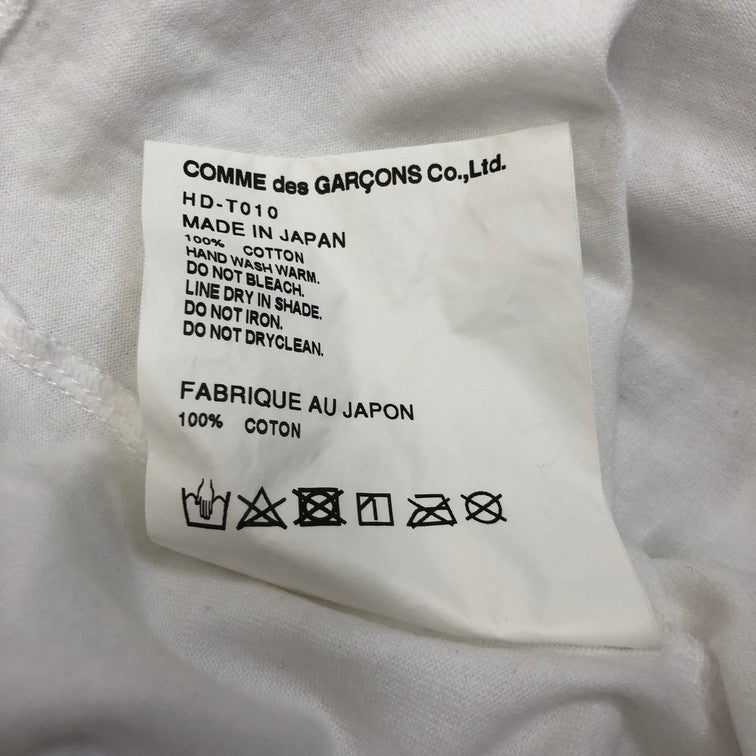 COMME des GARÇONS Co.,Ltd.
HD-T010
MADE IN JAPAN
100% COTTON
HAND WASH WARM.
DO NOT BLEACH.
LINE DRY IN SHADE.
DO NOT IRON.
DO NOT DRYCLEAN.
FABRIQUE AU JAPON
100% COTON